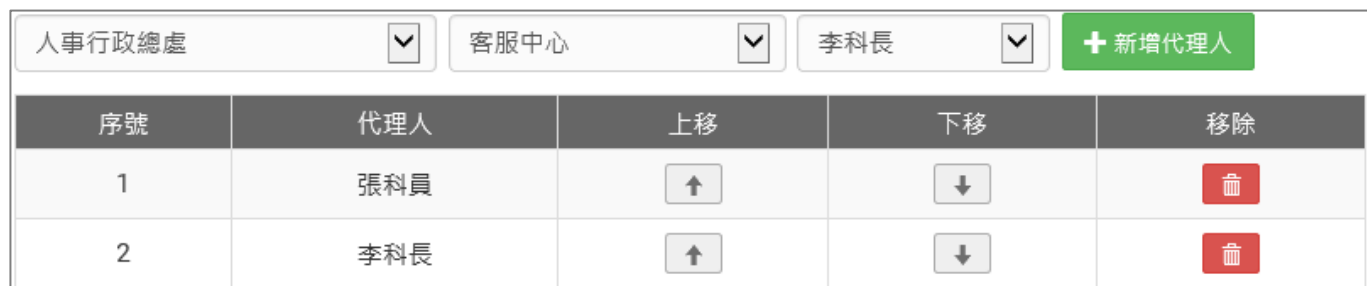 人事行政總處 客服中心 李科長 新增代理人
序號 代理人 上移 下移 移除
1 張科員
2 李科長